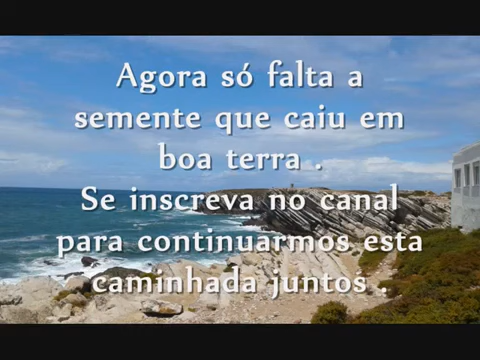 Agora só falta a
semente que caiu em
boa terra .
Se inscreva no canal
para continuarmos esta
caminhada juntos .